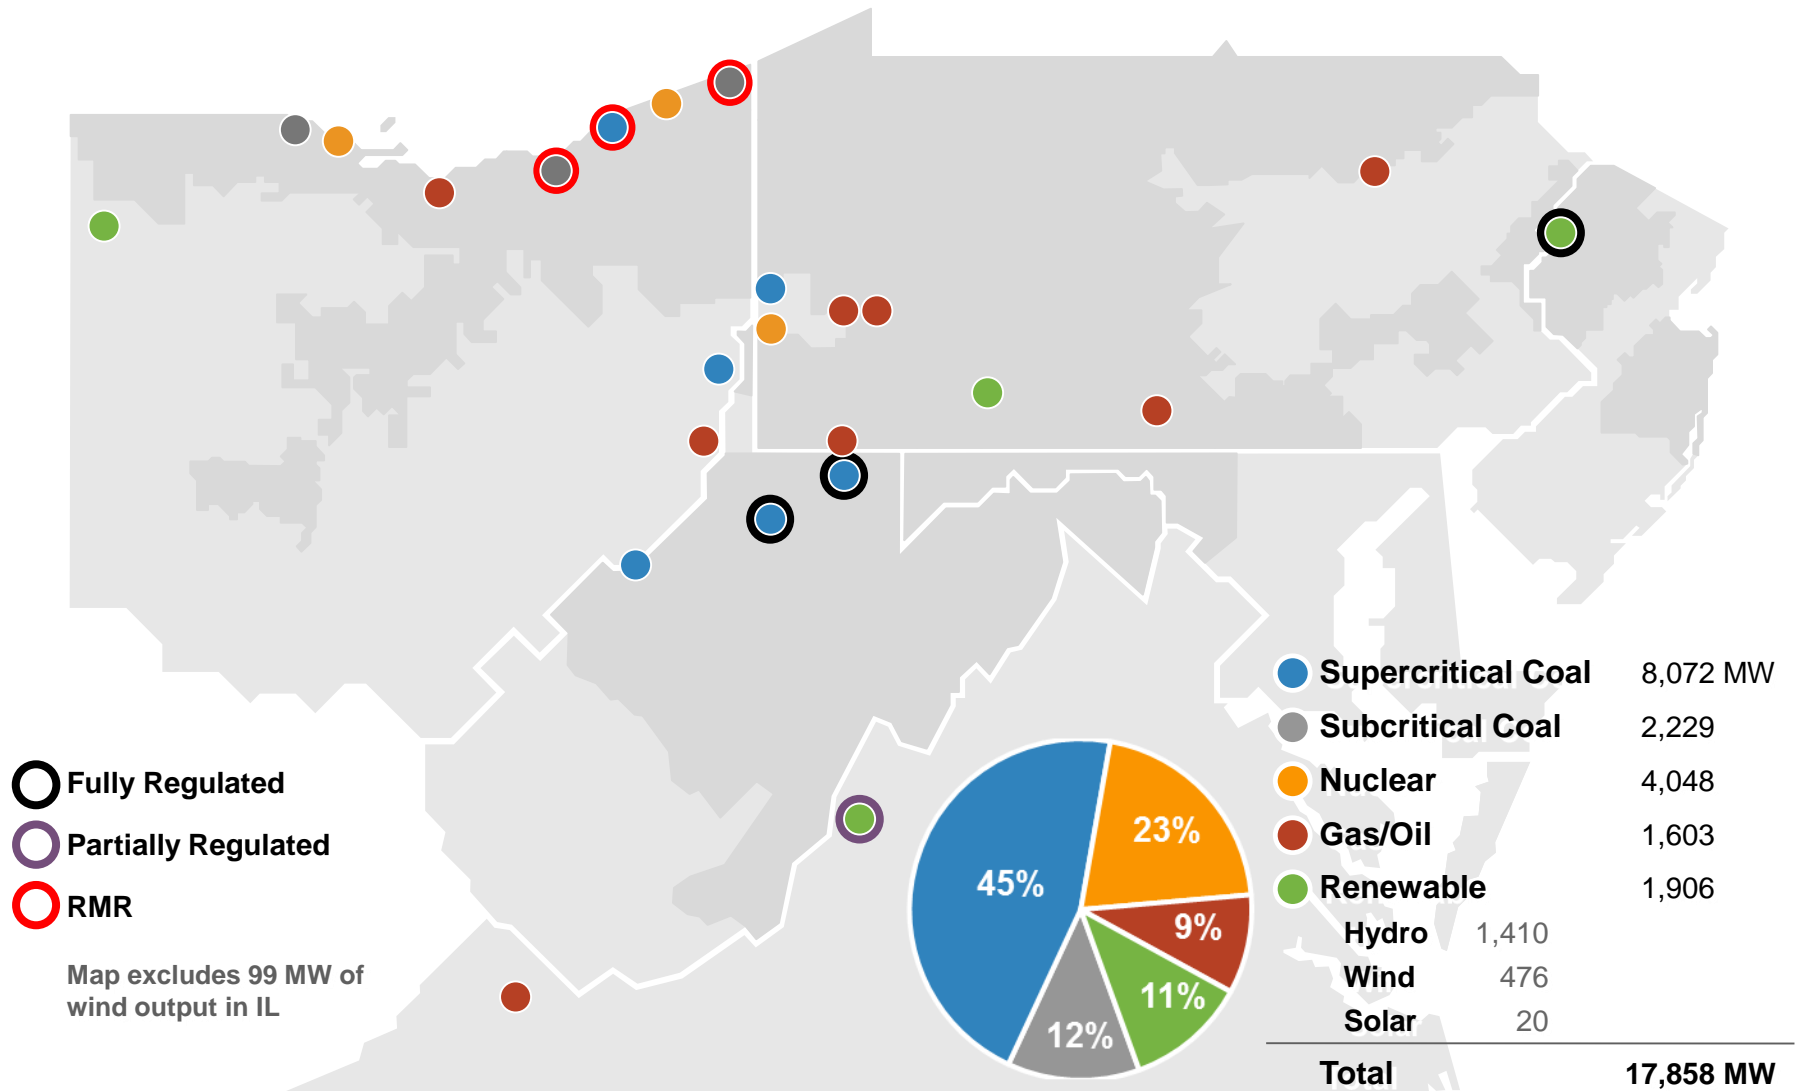 Fully Regulated
Partially Regulated
RMR
Map excludes 99 MW of
wind output in IL
45%
23%
9%
11%
12%
Supercritical Coal 8,072 MW
Subcritical Coal 2,229
Nuclear 4,048
Gas/Oil 1,603
Renewable 1,906
Hydro 1,410
Wind 476
Solar 20
Total 17,858 MW